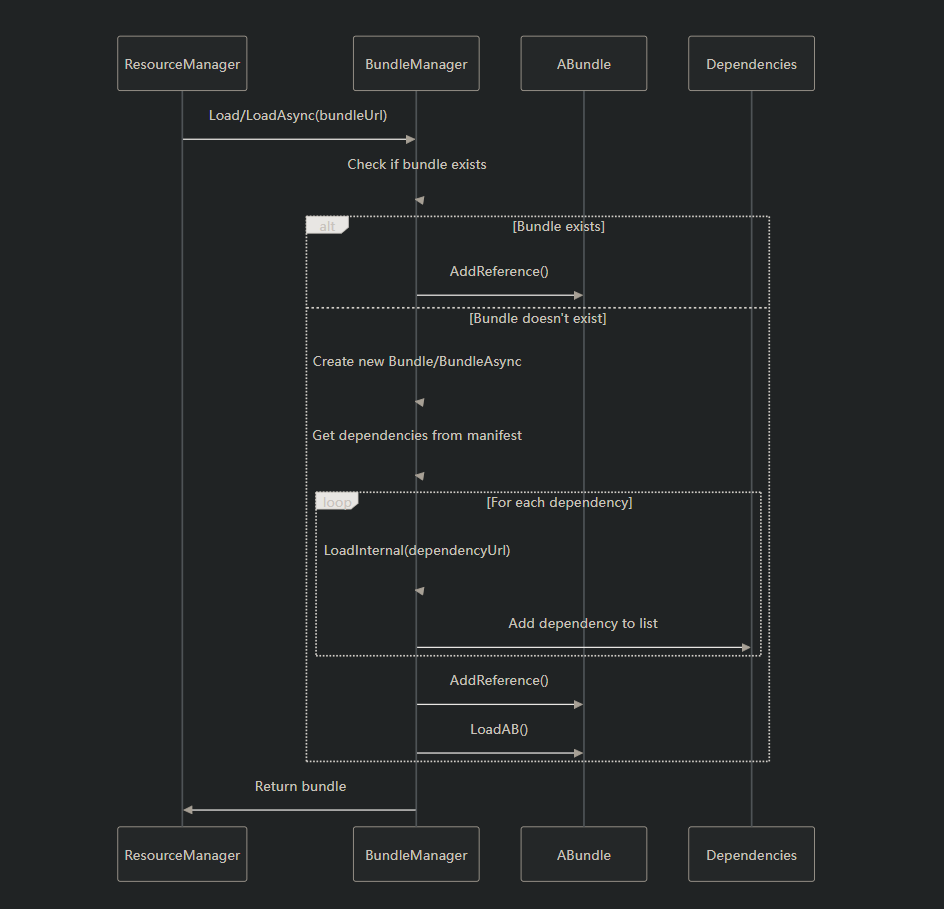 ResourceManager
BundleManager
ABundle
Dependencies
Load/LoadAsync(bundleUrl)
Check if bundle exists
alt
[Bundle exists]
AddReference()
[Bundle doesn't exist]
Create new Bundle/BundleAsync
Get dependencies from manifest
loop
[For each dependency]
LoadInternal(dependencyUrl)
Add dependency to list
AddReference()
LoadAB()
Return bundle
ResourceManager
BundleManager
ABundle
Dependencies